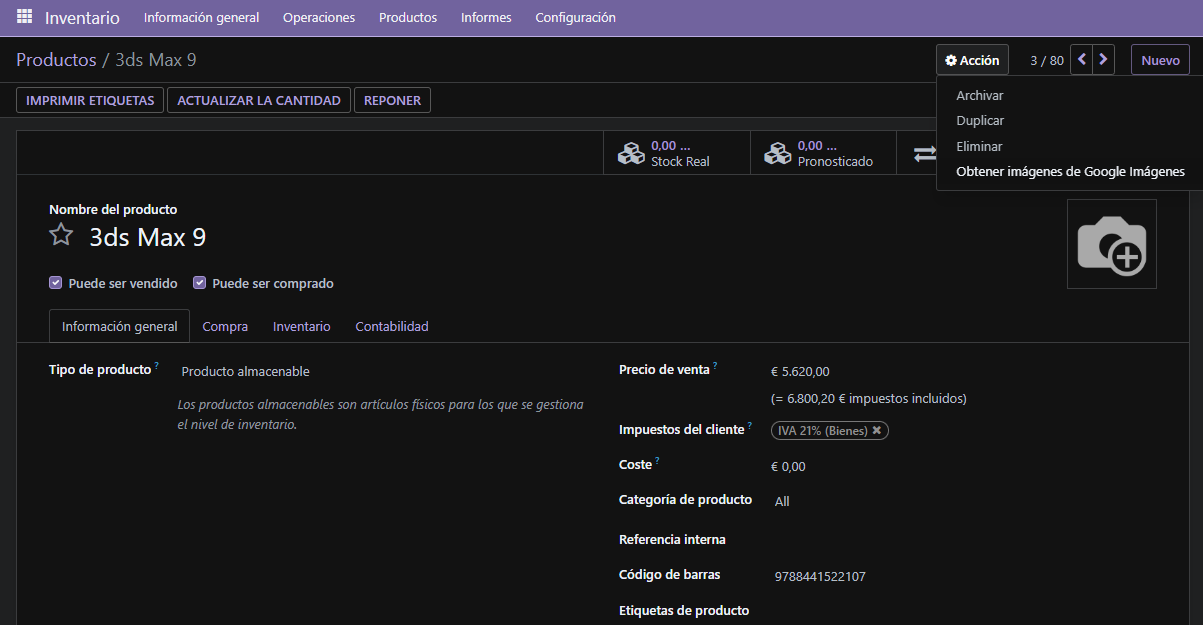 Inventario Información general Operaciones Productos Informes Configuración
Productos / 3ds Max 9
Acción 3 / 80 Nuevo
IMPRIMIR ETIQUETAS ACTUALIZAR LA CANTIDAD REPONER
Archivar
Duplicar
Eliminar
Obtener imágenes de Google Imágenes
0,00 ...
Stock Real
0,00 ...
Pronosticado
Nombre del producto
3ds Max 9
Puede ser vendido Puede ser comprado
Información general Compra Inventario Contabilidad
Tipo de producto ? Producto almacenable
Los productos almacenables son artículos físicos para los que se gestiona
el nivel de inventario.
Precio de venta ? € 5.620,00
(= 6.800,20 € impuestos incluidos)
Impuestos del cliente ? IVA 21% (Bienes)
Coste ? € 0,00
Categoría de producto All
Referencia interna
Código de barras 9788441522107
Etiquetas de producto